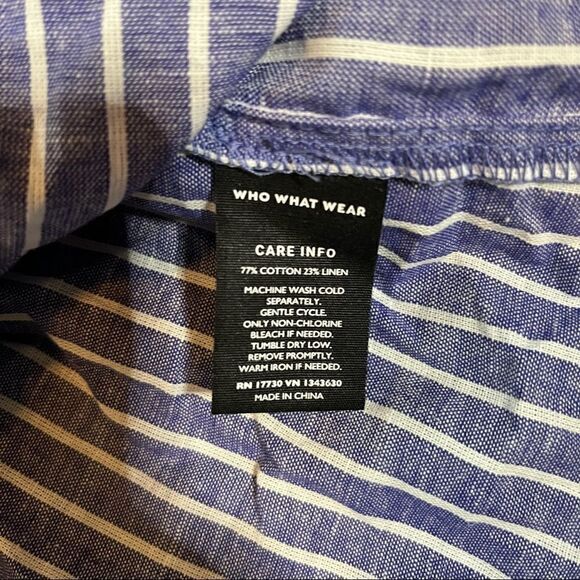 WHO WHAT WEAR
CARE INFO
77% COTTON 23% LINEN
MACHINE WASH COLD
SEPARATELY.
GENTLE CYCLE.
ONLY NON-CHLORINE
BLEACH IF NEEDED.
TUMBLE DRY LOW.
REMOVE PROMPTLY.
WARM IRON IF NEEDED.
RN 17730 VN 1343630
MADE IN CHINA